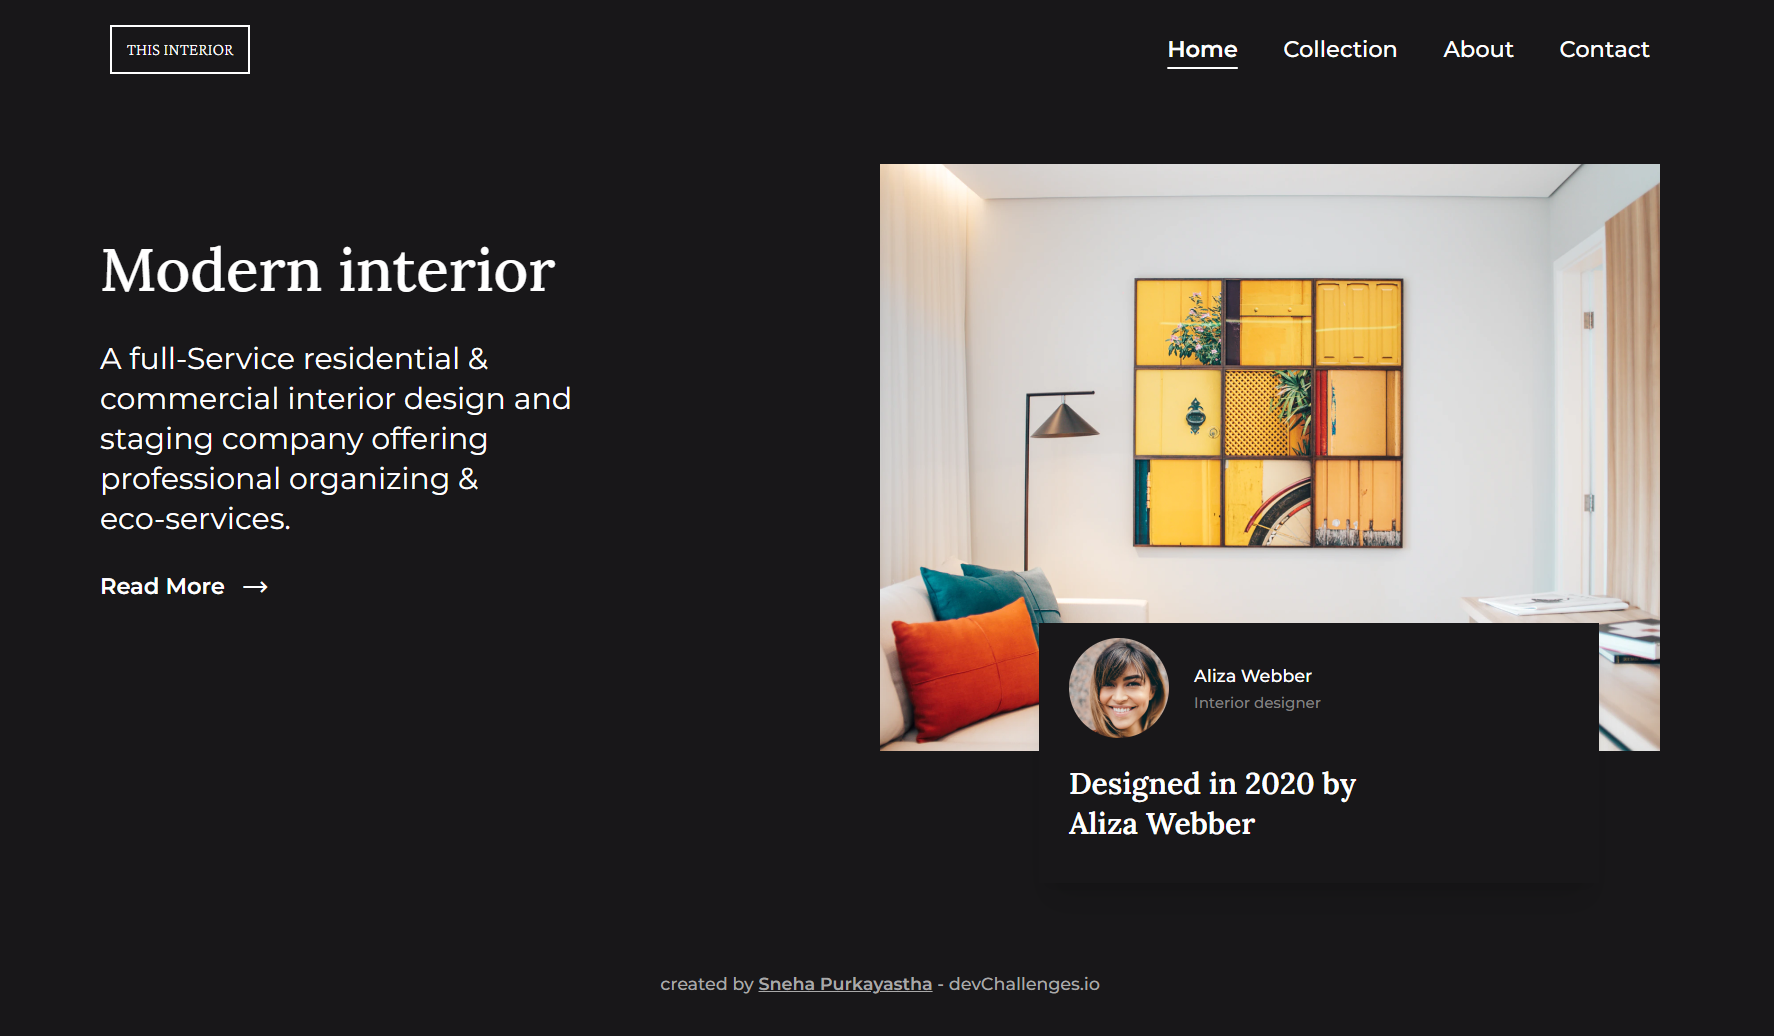 THIS INTERIOR
Home Collection About Contact
Modern interior
A full-Service residential &
commercial interior design and
staging company offering
professional organizing &
eco-services.
Read More
Aliza Webber
Interior designer
Designed in 2020 by
Aliza Webber
created by Sneha Purkayastha - devChallenges.io